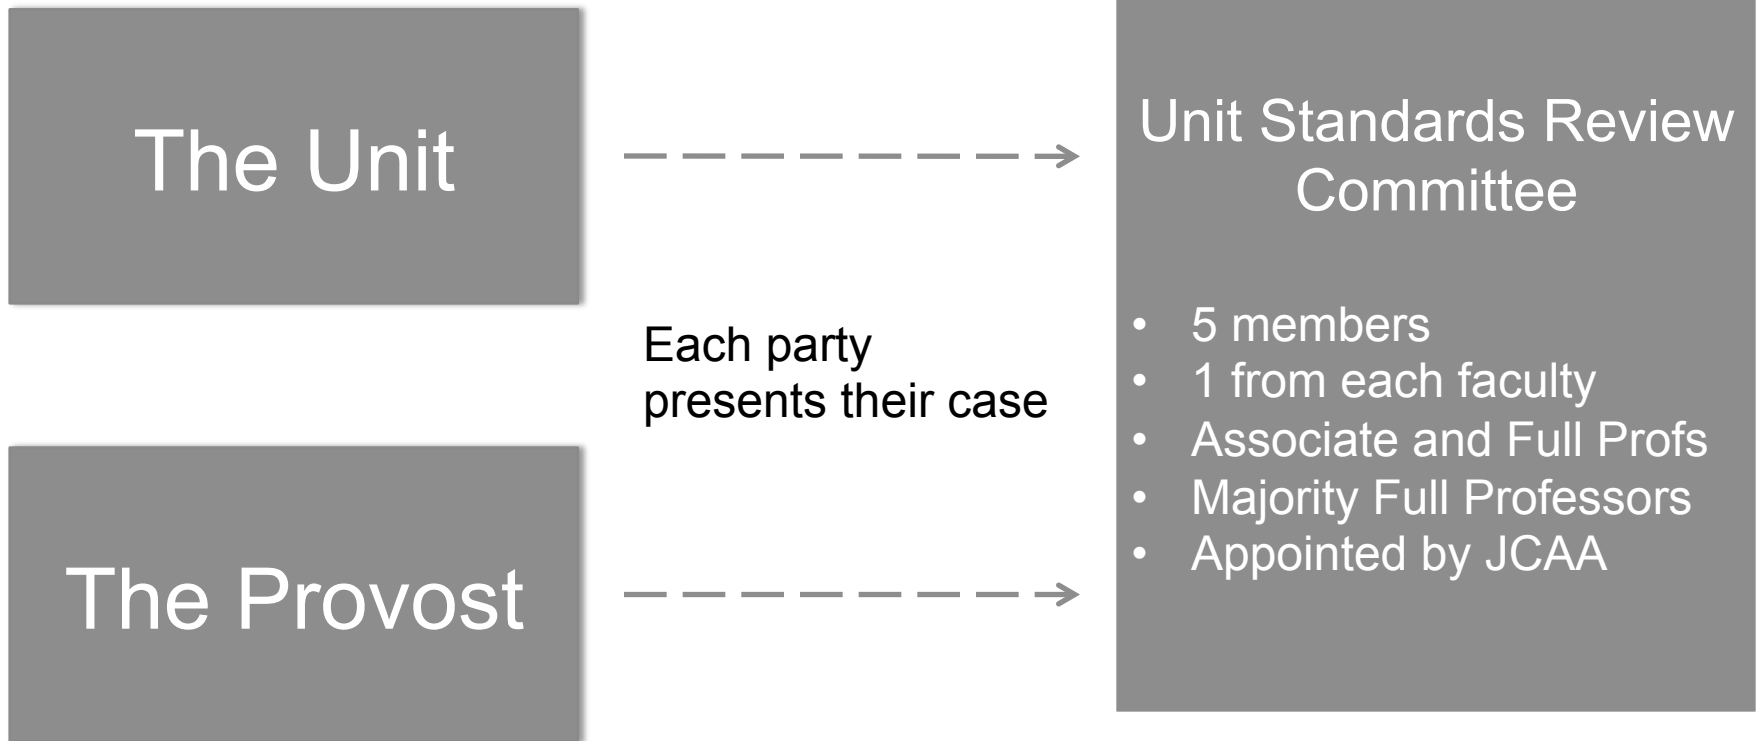 The Unit
Each party
presents their case
The Provost
Unit Standards Review
Committee
• 5 members
• 1 from each faculty
• Associate and Full Profs
• Majority Full Professors
• Appointed by JCAA